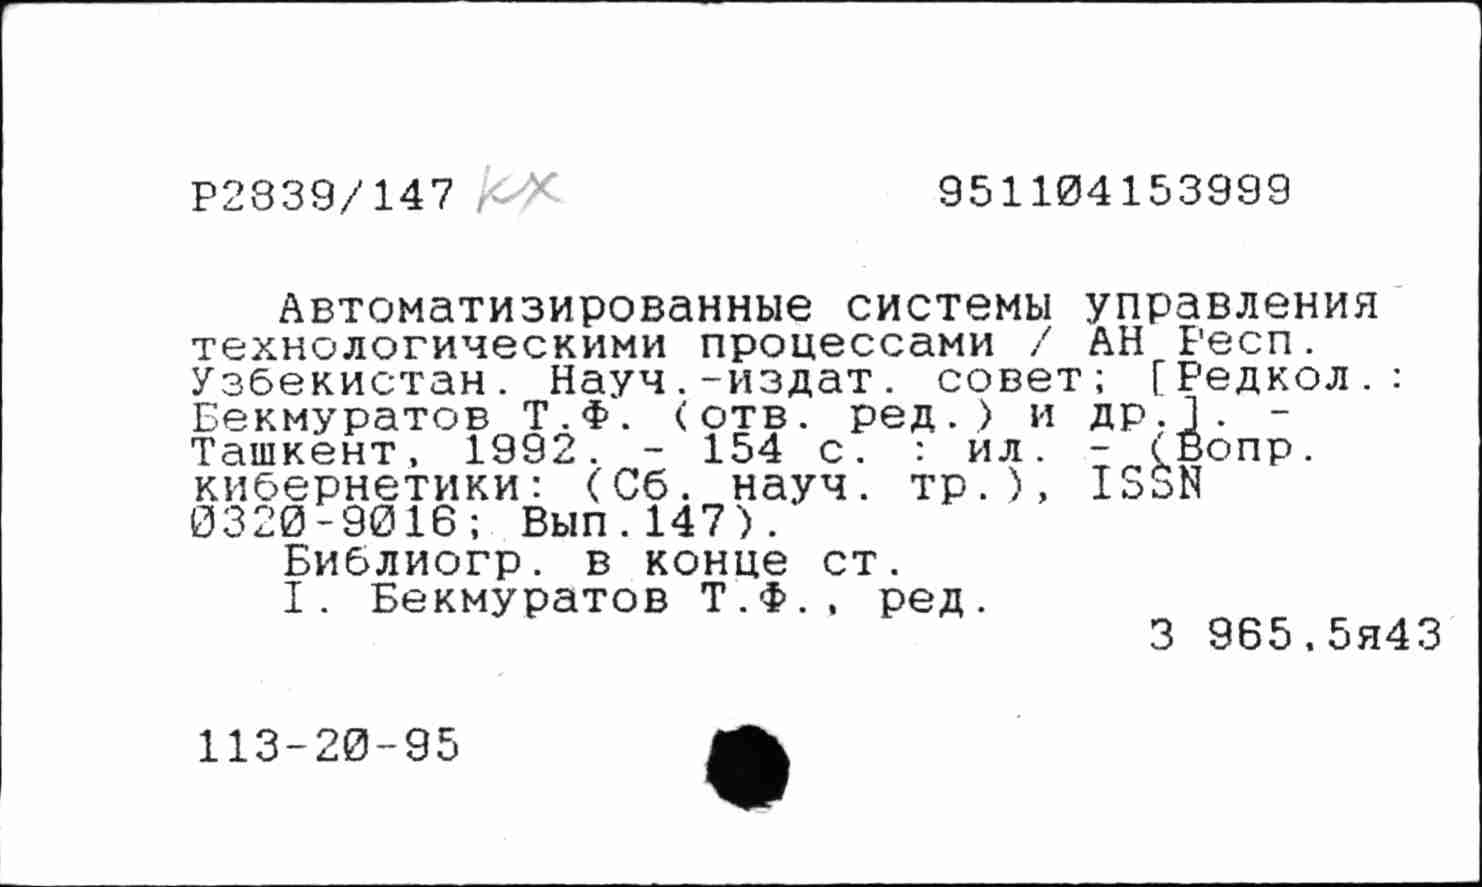 Р2839/147 кх 951104153999
Автоматизированные системы управления
технологическими процессами / АН Респ.
Узбекистан. Науч.-издат. совет; [Редкол.:
Бекмуратов Т.Ф. (отв. ред.) и др.]. -
Ташкент, 1992. - 154 с. : ил. - (Вопр.
кибернетики: (Сб. науч. тр.), ISSN
0320-9016; Вып.147).
Библиогр. в конце ст.
I. Бекмуратов Т.Ф., ред.
З 965.5я43
113-20-95